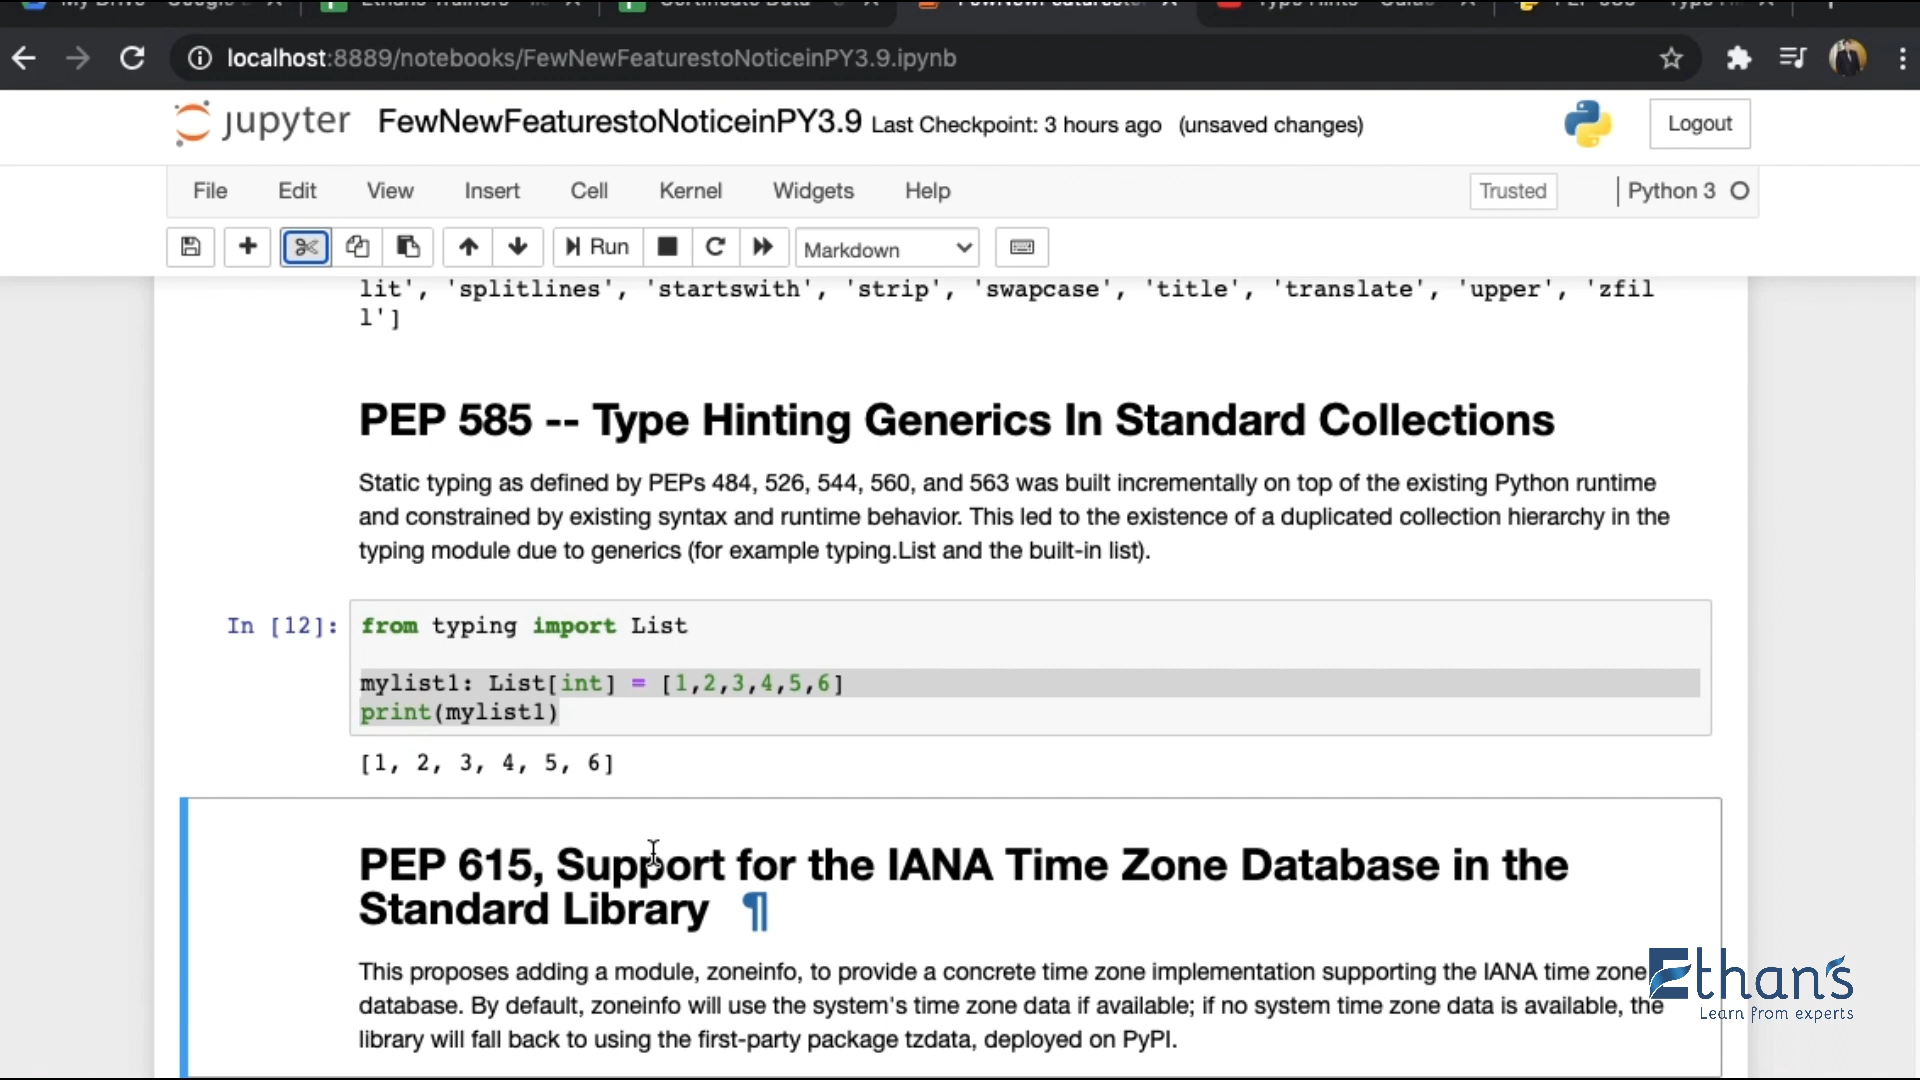 localhost:8889/notebooks/FewNewFeaturestoNoticeinPY3.9.ipynb
jupyter FewNewFeaturestoNoticeinPY3.9 Last Checkpoint: 3 hours ago (unsaved changes) Logout
File Edit View Insert Cell Kernel Widgets Help Trusted Python 3
Run Markdown
lit', 'splitlines', 'startswith', 'strip', 'swapcase', 'title', 'translate', 'upper', 'zfil
l']
PEP 585 -- Type Hinting Generics In Standard Collections
Static typing as defined by PEPs 484, 526, 544, 560, and 563 was built incrementally on top of the existing Python runtime
and constrained by existing syntax and runtime behavior. This led to the existence of a duplicated collection hierarchy in the
typing module due to generics (for example typing.List and the built-in list).
In [12]: from typing import List
mylist1: List[int] = [1,2,3,4,5,6]
print(mylist1)
[1, 2, 3, 4, 5, 6]
PEP 615, Support for the IANA Time Zone Database in the
Standard Library ¶
This proposes adding a module, zoneinfo, to provide a concrete time zone implementation supporting the IANA time zone
database. By default, zoneinfo will use the system's time zone data if available; if no system time zone data is available, the
library will fall back to using the first-party package tzdata, deployed on PyPI.
Ethan's
Learn from experts